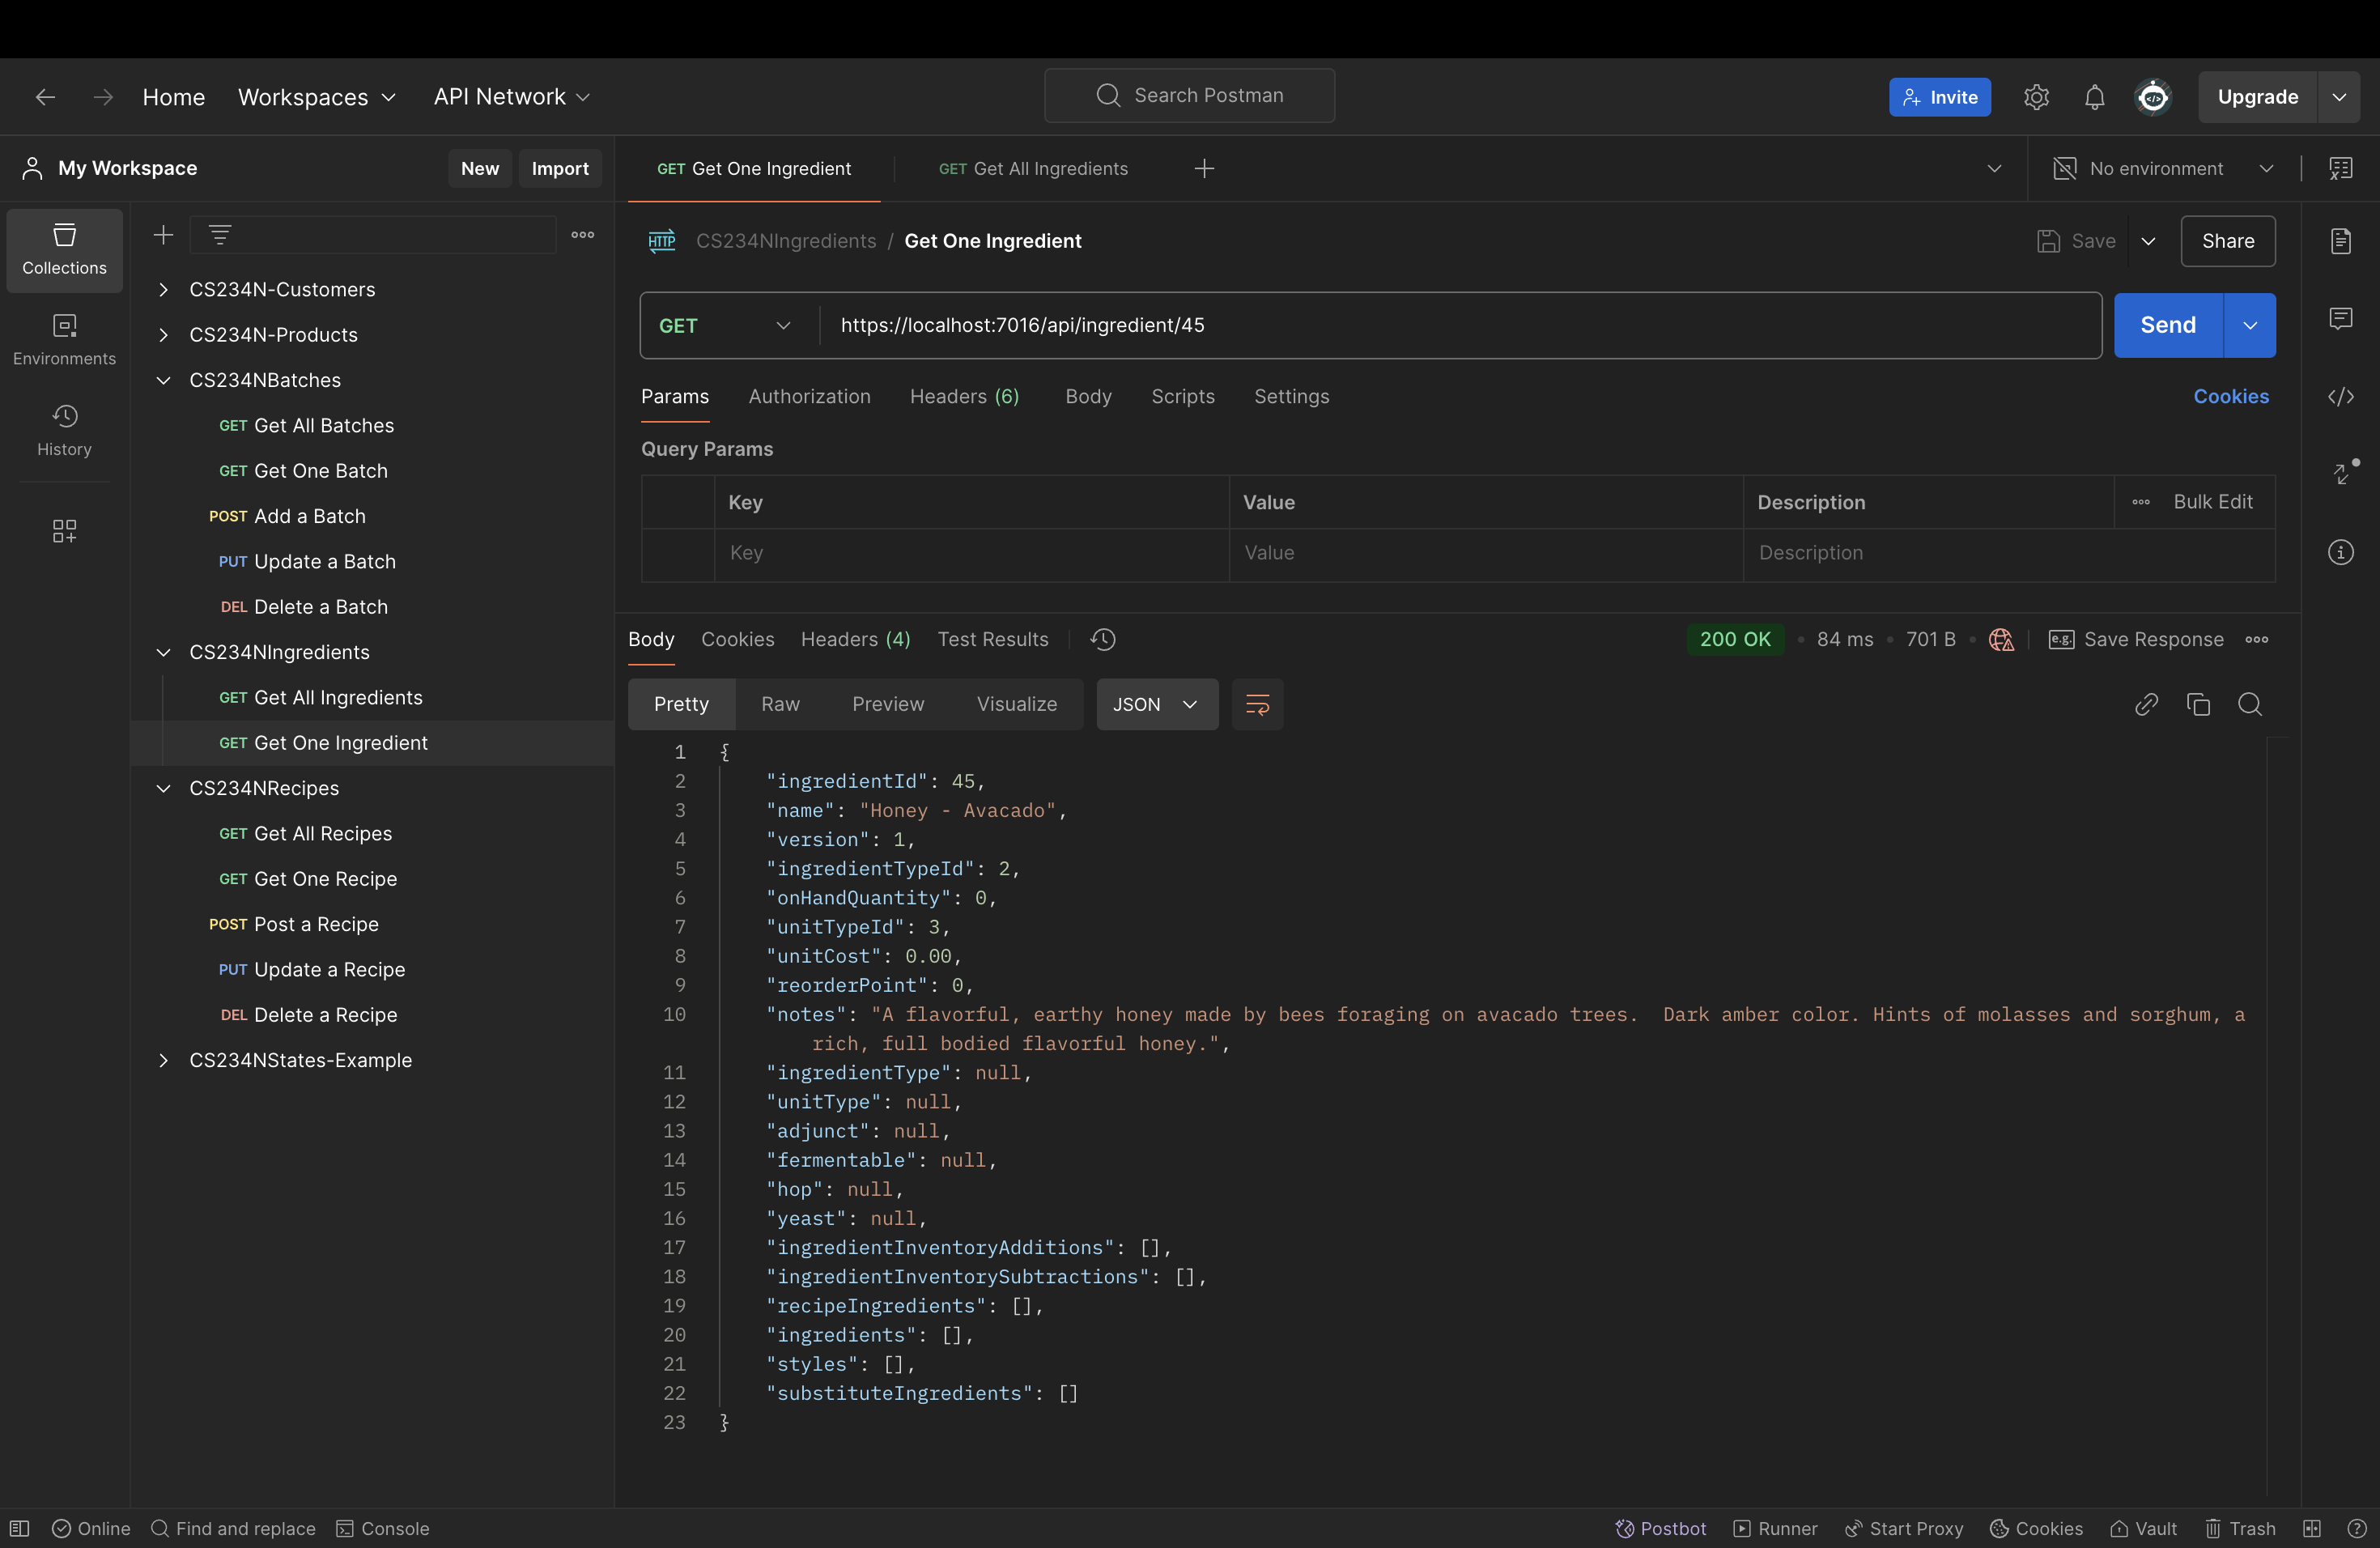 Home Workspaces API Network Search Postman Invite Upgrade
My Workspace New Import GET Get One Ingredient GET Get All Ingredients No environment
Collections
Environments
History
CS234N-Customers
CS234N-Products
CS234NBatches
GET Get All Batches
GET Get One Batch
POST Add a Batch
PUT Update a Batch
DEL Delete a Batch
CS234NIngredients
GET Get All Ingredients
GET Get One Ingredient
CS234NRecipes
GET Get All Recipes
GET Get One Recipe
POST Post a Recipe
PUT Update a Recipe
DEL Delete a Recipe
CS234NStates-Example
HTTP CS234NIngredients / Get One Ingredient Save Share
GET https://localhost:7016/api/ingredient/45 Send
Params Authorization Headers (6) Body Scripts Settings Cookies
Query Params
Key Value Description Bulk Edit
Key Value Description
Body Cookies Headers (4) Test Results 200 OK • 84 ms • 701 B • e.g. Save Response
Pretty Raw Preview Visualize JSON
1 {
2 "ingredientId": 45,
3 "name": "Honey - Avacado",
4 "version": 1,
5 "ingredientTypeId": 2,
6 "onHandQuantity": 0,
7 "unitTypeId": 3,
8 "unitCost": 0.00,
9 "reorderPoint": 0,
10 "notes": "A flavorful, earthy honey made by bees foraging on avacado trees.  Dark amber color. Hints of molasses and sorghum, a
rich, full bodied flavorful honey.",
11 "ingredientType": null,
12 "unitType": null,
13 "adjunct": null,
14 "fermentable": null,
15 "hop": null,
16 "yeast": null,
17 "ingredientInventoryAdditions": [],
18 "ingredientInventorySubtractions": [],
19 "recipeIngredients": [],
20 "ingredients": [],
21 "styles": [],
22 "substituteIngredients": []
23 }
Online Find and replace Console Postbot Runner Start Proxy Cookies Vault Trash